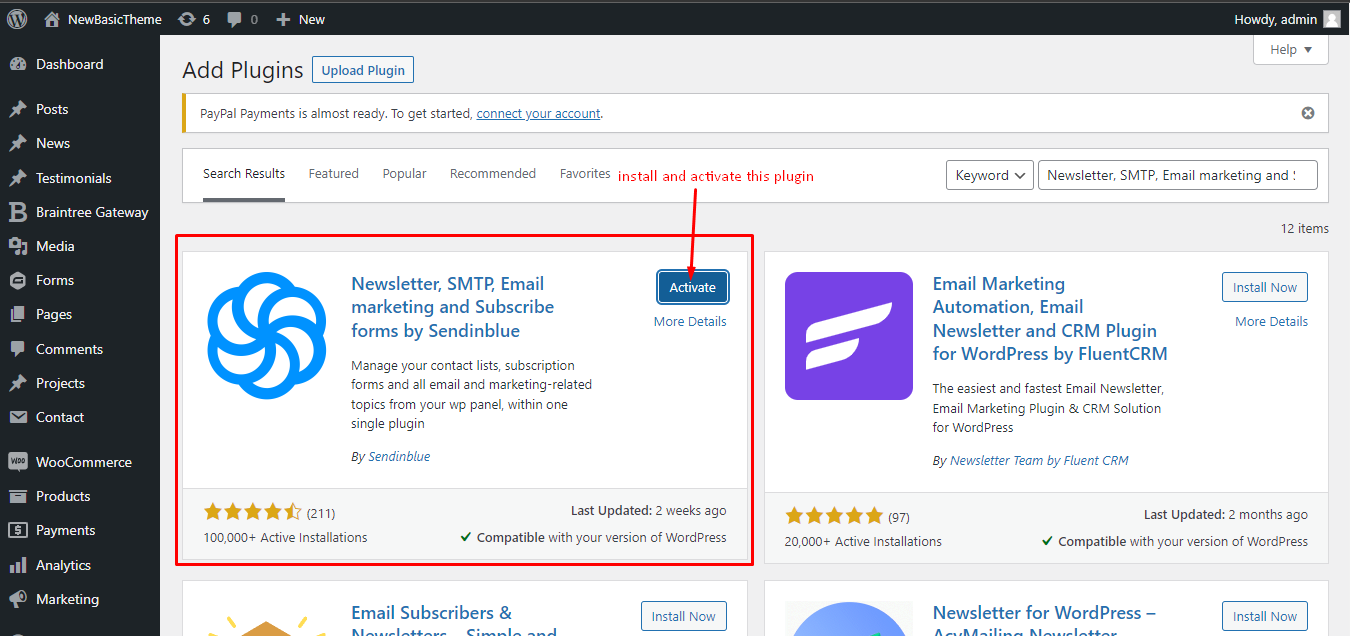 NewBasicTheme 6 0 New Howdy, admin
Dashboard
Posts
News
Testimonials
Braintree Gateway
Media
Forms
Pages
Comments
Projects
Contact
WooCommerce
Products
Payments
Analytics
Marketing
Help
Add Plugins Upload Plugin
PayPal Payments is almost ready. To get started, connect your account.
Search Results Featured Popular Recommended Favorites install and activate this plugin Keyword Newsletter, SMTP, Email marketing and
12 items
Newsletter, SMTP, Email
marketing and Subscribe
forms by Sendinblue
Activate
More Details
Manage your contact lists, subscription
forms and all email and marketing-related
topics from your wp panel, within one
single plugin
By Sendinblue
(211)
100,000+ Active Installations
Last Updated: 2 weeks ago
Compatible with your version of WordPress
Email Marketing
Automation, Email
Newsletter and CRM Plugin
for WordPress by FluentCRM
Install Now
More Details
The easiest and fastest Email Newsletter,
Email Marketing Plugin & CRM Solution
for WordPress
By Newsletter Team by Fluent CRM
(97)
20,000+ Active Installations
Last Updated: 2 months ago
Compatible with your version of WordPress
Email Subscribers &
Newsletters – Simple and
Install Now
Newsletter for WordPress –
AcyMailing Newsletter
Install Now